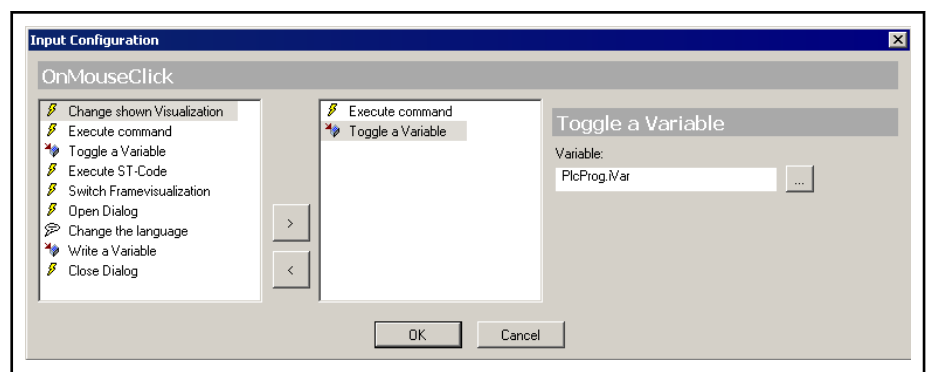 Input Configuration
OnMouseClick
Change shown Visualization
Execute command
Toggle a Variable
Execute ST-Code
Switch Framevisualization
Open Dialog
Change the language
Write a Variable
Close Dialog
>
<
Execute command
Toggle a Variable
Toggle a Variable
Variable:
PlcProg.iVar
...
OK
Cancel